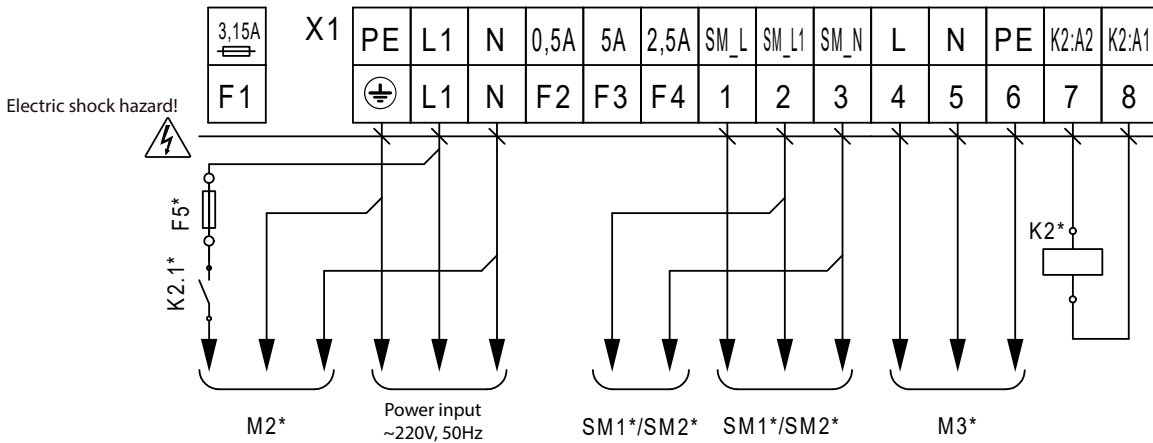 3,15A X1 PE L1 N 0,5A 5A 2,5A SM_L SM_L1 SM_N L N PE K2:A2 K2:A1
F1 L1 N F2 F3 F4 1 2 3 4 5 6 7 8
Electric shock hazard!
F5*
K2.1*
K2*
M2*
Power input
~220V, 50Hz
SM1*/SM2*
SM1*/SM2*
M3*